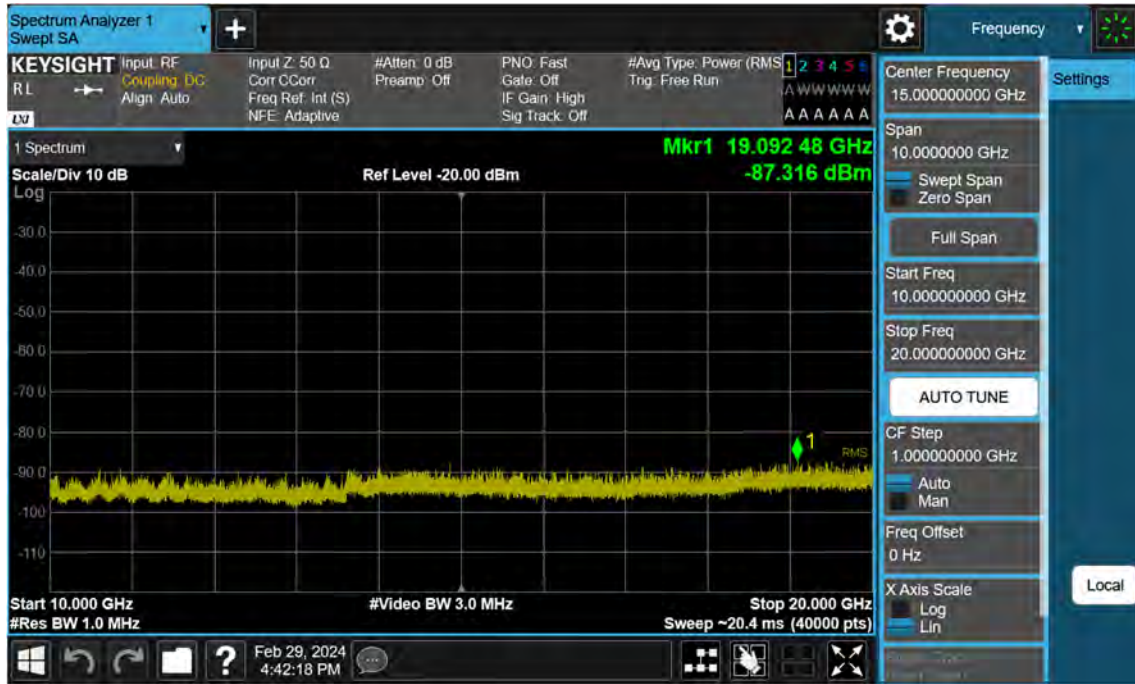 Spectrum Analyzer 1
Swept SA
+
Frequency
KEYSIGHT
RL
LXI
Input: RF
Coupling: DC
Align: Auto
Input Z: 50 Ω
Corr CCorr
Freq Ref: Int (S)
NFE: Adaptive
#Atten: 0 dB
Preamp: Off
PNO: Fast
Gate: Off
IF Gain: High
Sig Track: Off
#Avg Type: Power (RMS
Trig: Free Run
1 2 3 4 5 6
A W W W W W
A A A A A A
Center Frequency
15.000000000 GHz
Settings
1 Spectrum
Mkr1 19.092 48 GHz
Scale/Div 10 dB
Ref Level -20.00 dBm
-87.316 dBm
Log
-30.0
-40.0
-50.0
-60.0
-70.0
-80.0
-90.0
-100
-110
1
RMS
Span
10.0000000 GHz
Swept Span
Zero Span
Full Span
Start Freq
10.000000000 GHz
Stop Freq
20.000000000 GHz
AUTO TUNE
CF Step
1.000000000 GHz
Auto
Man
Freq Offset
0 Hz
X Axis Scale
Log
Lin
Local
Start 10.000 GHz
#Video BW 3.0 MHz
Stop 20.000 GHz
#Res BW 1.0 MHz
Sweep ~20.4 ms (40000 pts)
?
Feb 29, 2024
4:42:18 PM